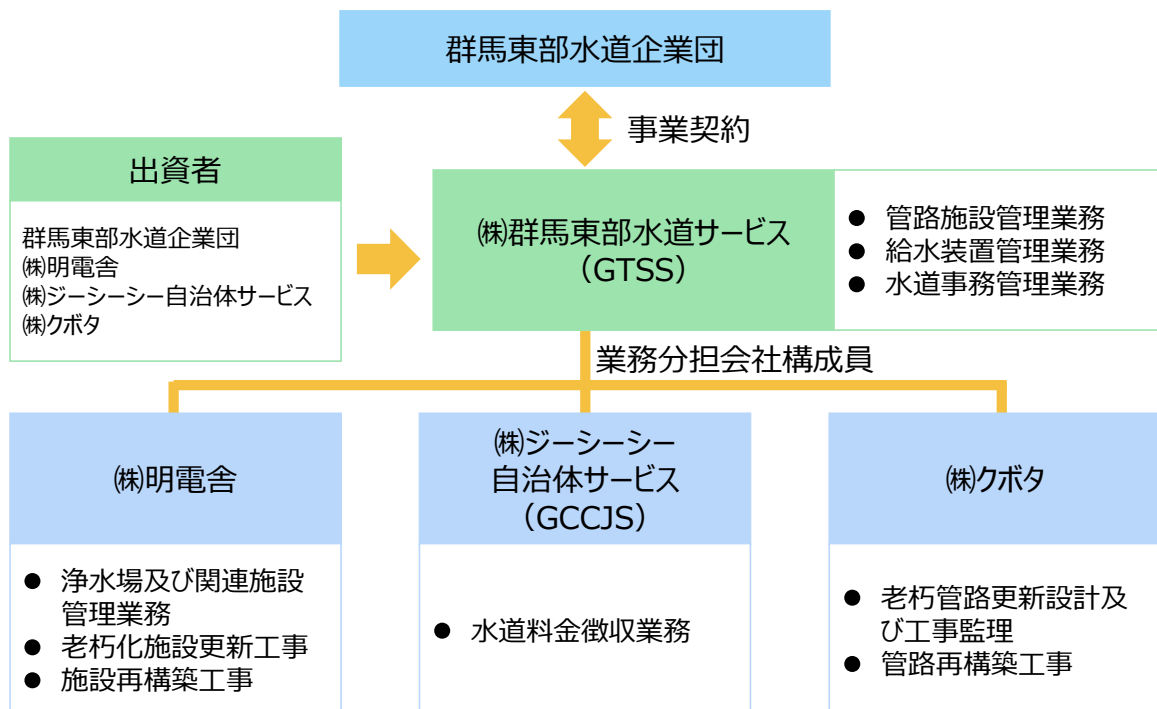 群馬東部水道企業団
事業契約
出資者
群馬東部水道企業団
㈱明電舎
㈱ジーシーシー自治体サービス
㈱クボタ
㈱群馬東部水道サービス
（GTSS）
● 管路施設管理業務
● 給水装置管理業務
● 水道事務管理業務
業務分担会社構成員
㈱明電舎
● 浄水場及び関連施設
管理業務
● 老朽化施設更新工事
● 施設再構築工事
㈱ジーシーシー
自治体サービス
（GCCJS）
● 水道料金徴収業務
㈱クボタ
● 老朽管路更新設計及
び工事監理
● 管路再構築工事